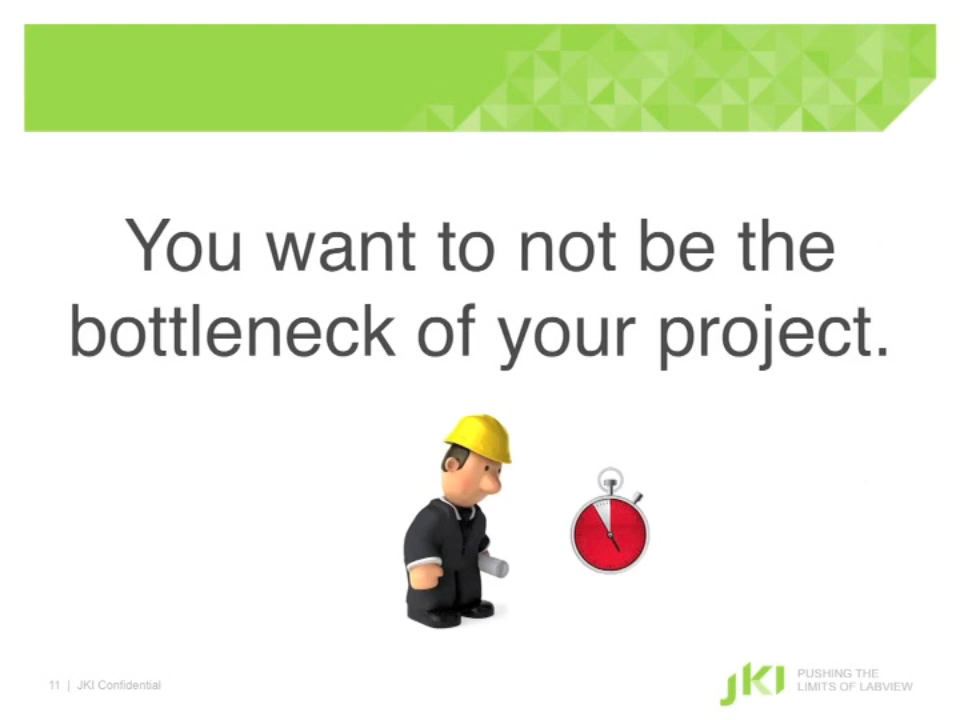 You want to not be the
bottleneck of your project.
11 | JKI Confidential
JKI
PUSHING THE
LIMITS OF LABVIEW